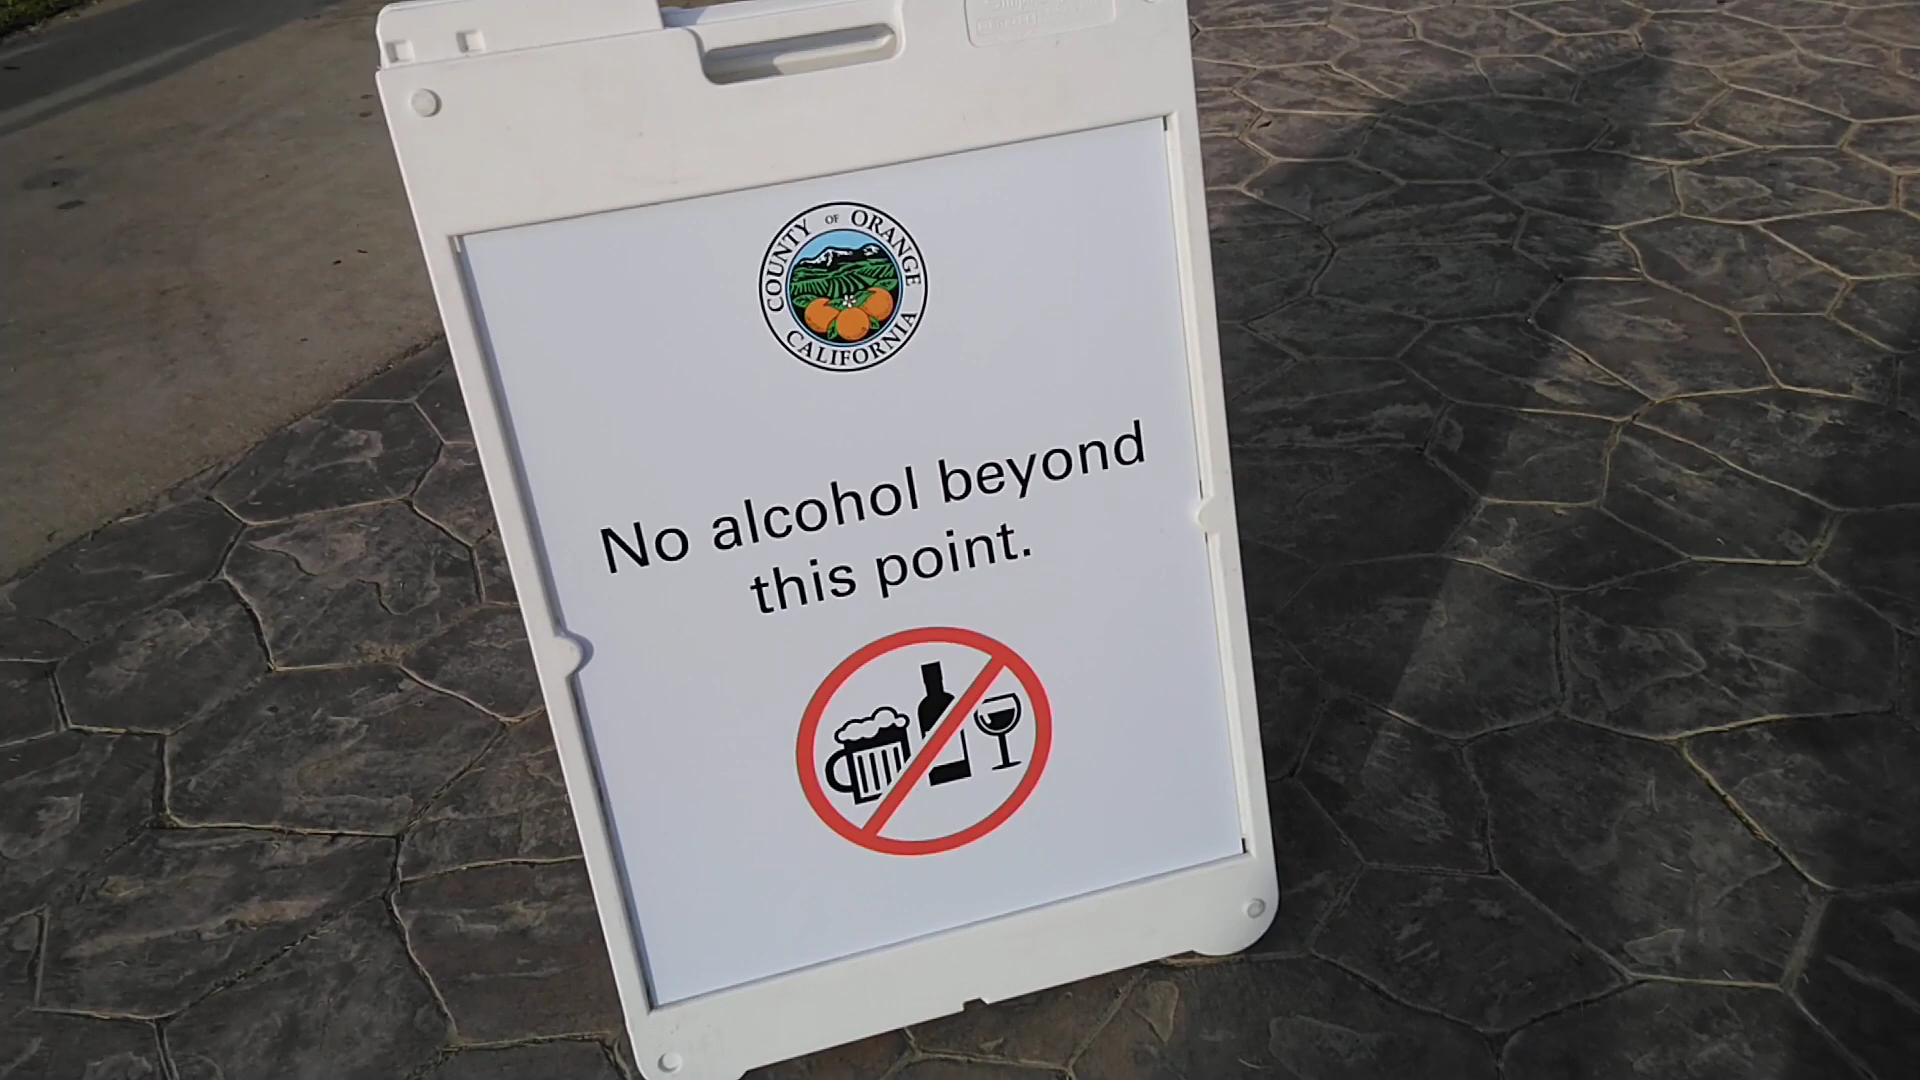 COUNTY OF ORANGE
CALIFORNIA
No alcohol beyond
this point.